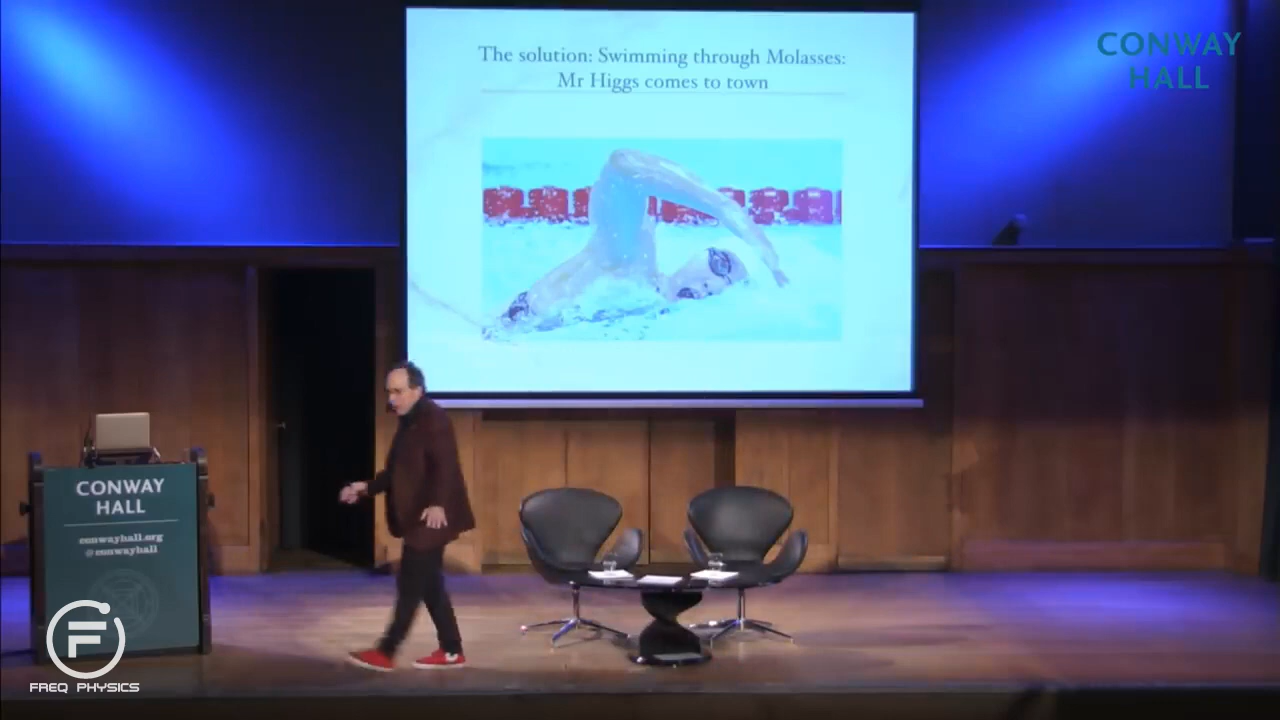 The solution: Swimming through Molasses:
Mr Higgs comes to town
CONWAY
HALL
CONWAY
HALL
conwayhall.org
@conwayhall
F
FREQ PHYSICS